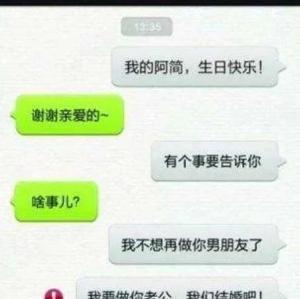 13:35
我的阿简，生日快乐！
谢谢亲爱的~
有个事要告诉你
啥事儿？
我不想再做你男朋友了
我要做你老公，我们结婚吧！